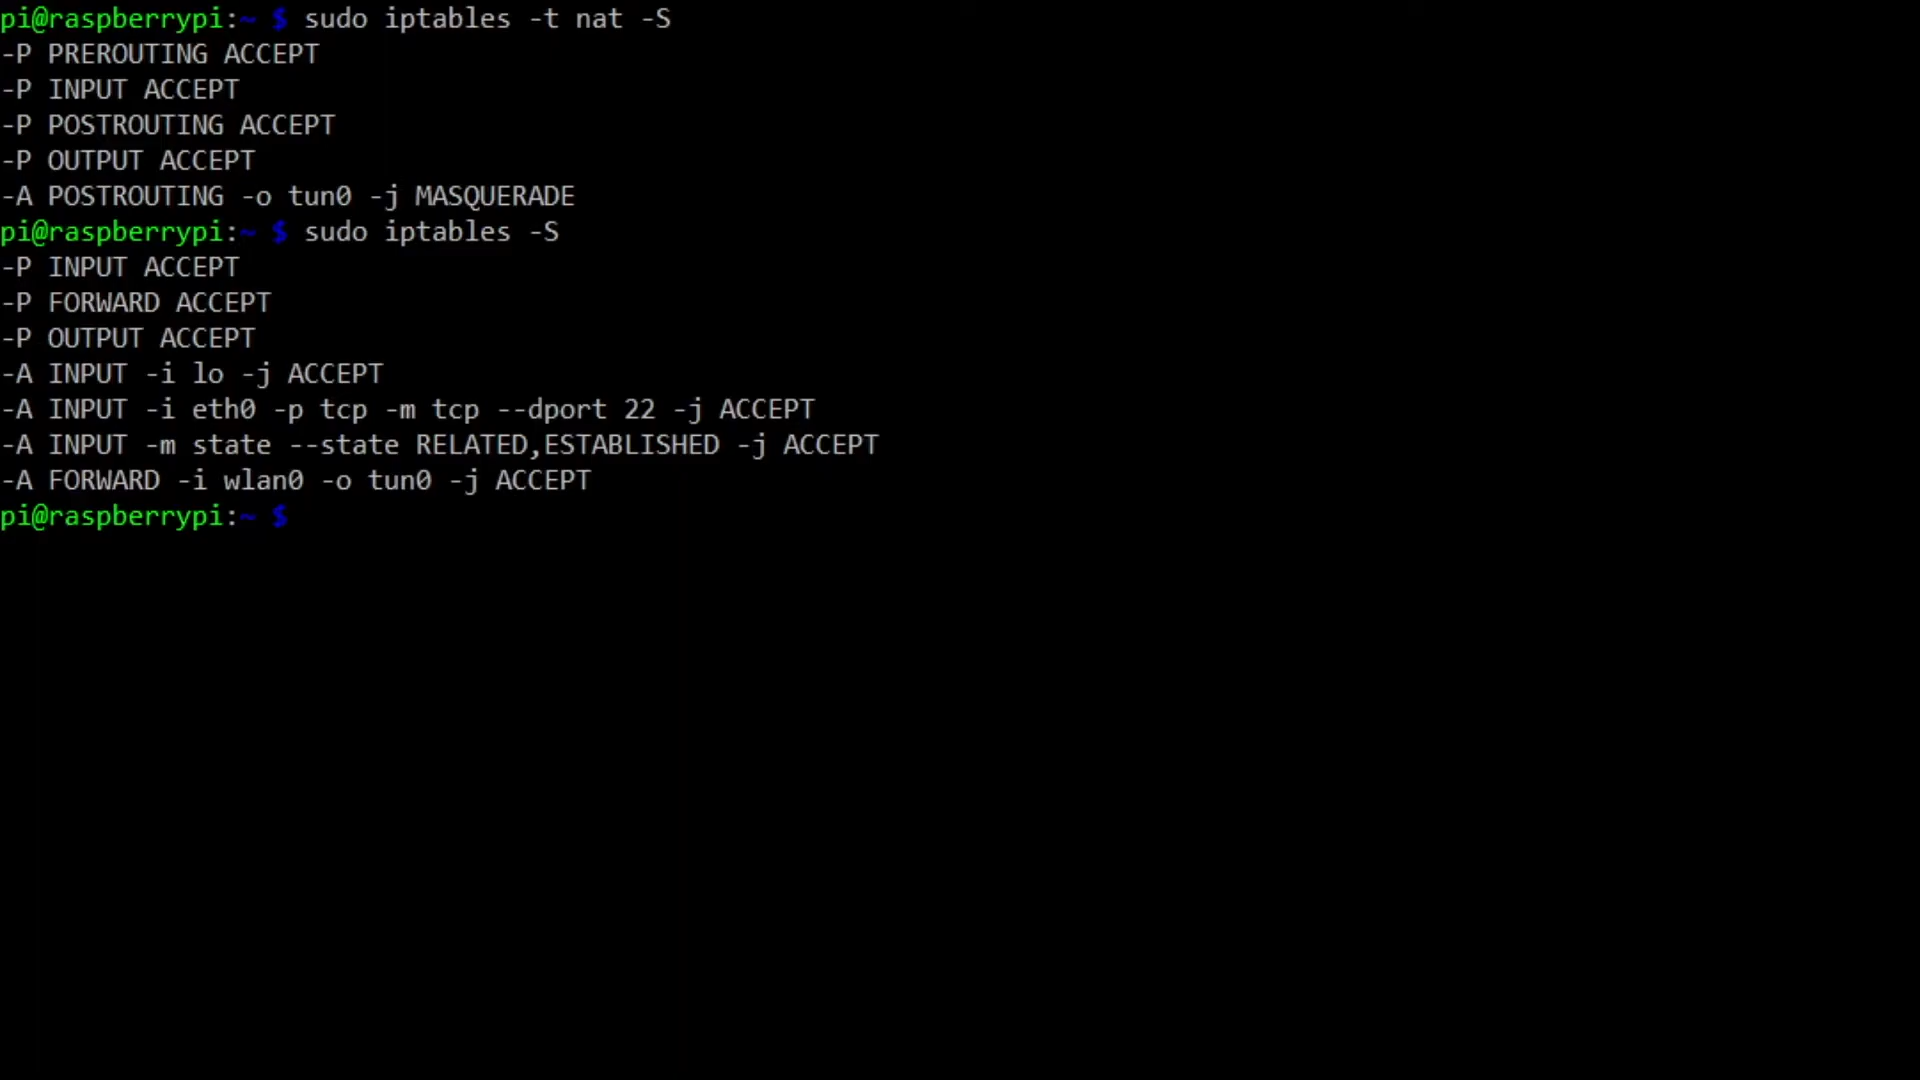 pi@raspberrypi:~ $ sudo iptables -t nat -S
-P PREROUTING ACCEPT
-P INPUT ACCEPT
-P POSTROUTING ACCEPT
-P OUTPUT ACCEPT
-A POSTROUTING -o tun0 -j MASQUERADE
pi@raspberrypi:~ $ sudo iptables -S
-P INPUT ACCEPT
-P FORWARD ACCEPT
-P OUTPUT ACCEPT
-A INPUT -i lo -j ACCEPT
-A INPUT -i eth0 -p tcp -m tcp --dport 22 -j ACCEPT
-A INPUT -m state --state RELATED,ESTABLISHED -j ACCEPT
-A FORWARD -i wlan0 -o tun0 -j ACCEPT
pi@raspberrypi:~ $